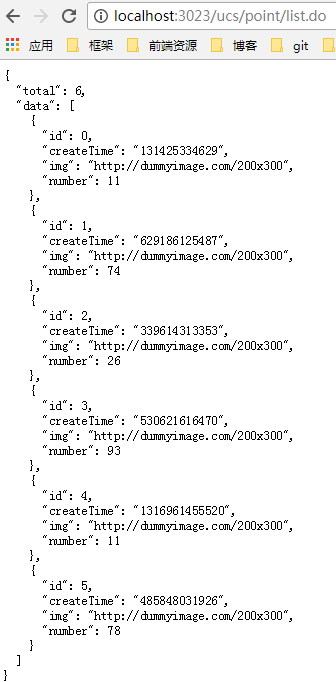 localhost:3023/ucs/point/list.do
应用 框架 前端资源 博客 git
{
  "total": 6,
  "data": [
    {
      "id": 0,
      "createTime": "131425334629",
      "img": "http://dummyimage.com/200x300",
      "number": 11
    },
    {
      "id": 1,
      "createTime": "629186125487",
      "img": "http://dummyimage.com/200x300",
      "number": 74
    },
    {
      "id": 2,
      "createTime": "339614313353",
      "img": "http://dummyimage.com/200x300",
      "number": 26
    },
    {
      "id": 3,
      "createTime": "530621616470",
      "img": "http://dummyimage.com/200x300",
      "number": 93
    },
    {
      "id": 4,
      "createTime": "1316961455520",
      "img": "http://dummyimage.com/200x300",
      "number": 11
    },
    {
      "id": 5,
      "createTime": "485848031926",
      "img": "http://dummyimage.com/200x300",
      "number": 78
    }
  ]
}